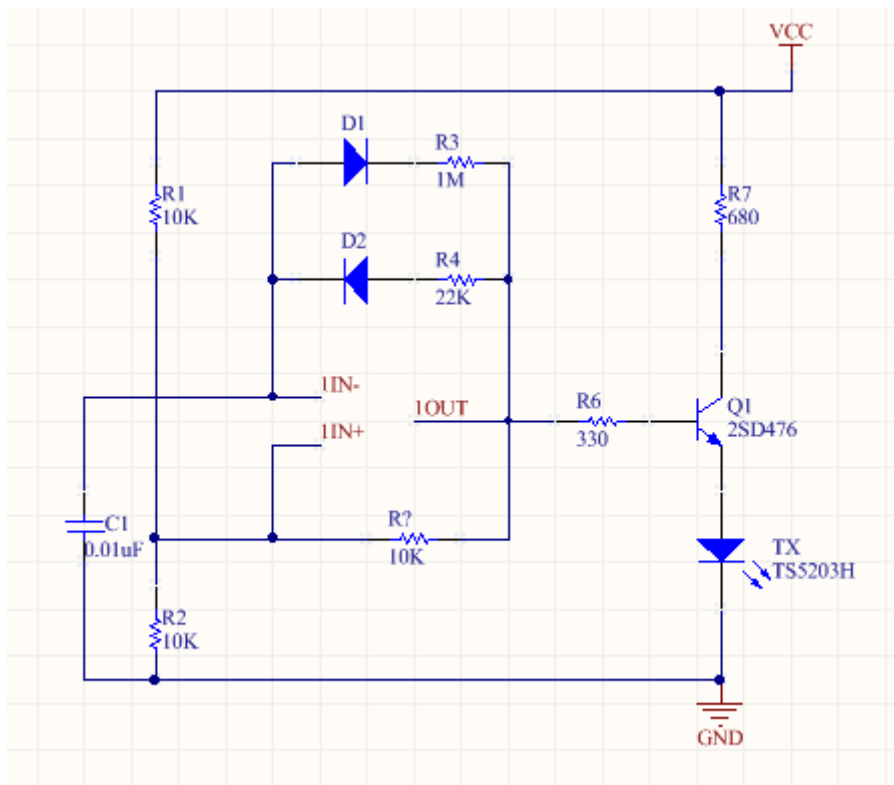 VCC
D1
R3
1M
R1
10K
R7
680
D2
R4
22K
1IN-
1OUT
1IN+
R6
330
Q1
2SD476
C1
0.01uF
R?
10K
TX
TS5203H
R2
10K
GND